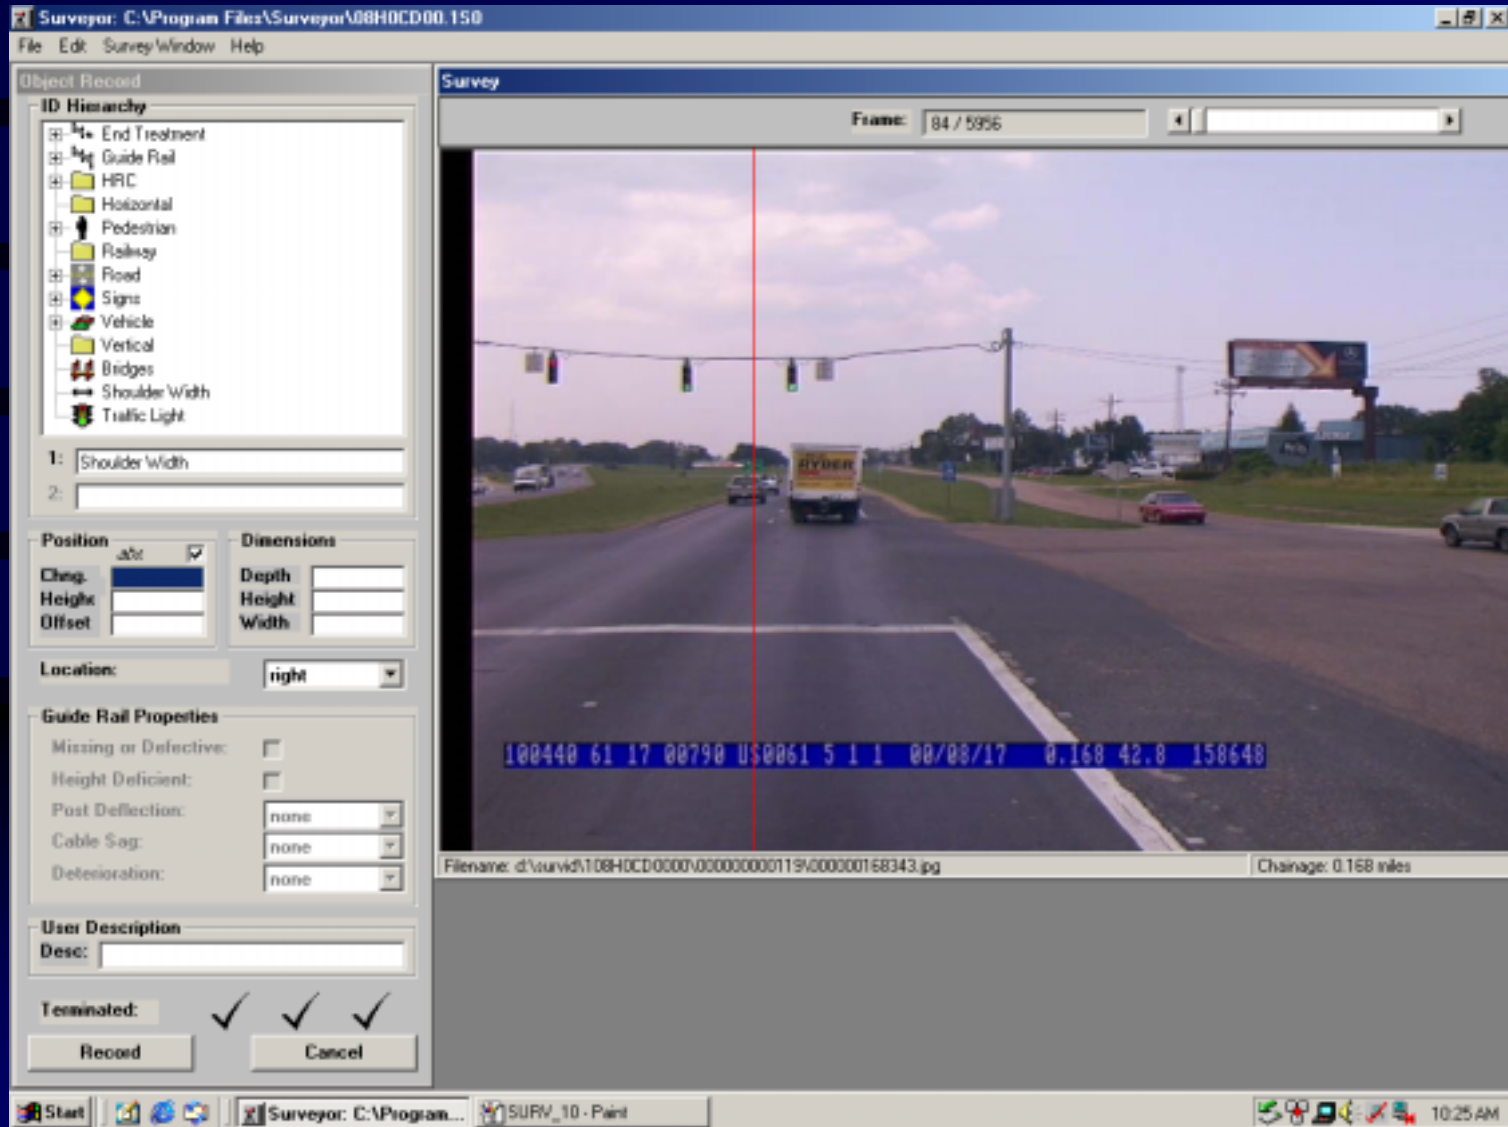 Surveyor: C:\Program Files\Surveyor\08H0CD00.150
File Edit Survey Window Help
Object Record
ID Hierarchy
End Treatment
Guide Rail
HRC
Horizontal
Pedestrian
Railway
Road
Signs
Vehicle
Vertical
Bridges
Shoulder Width
Traffic Light
1: Shoulder Width
2:
Position
abs
Chng.
Height
Offset
Dimensions
Depth
Height
Width
Location: right
Guide Rail Properties
Missing or Defective:
Height Deficient:
Post Deflection: none
Cable Sag: none
Deterioration: none
User Description
Desc:
Terminated:
Record Cancel
Survey
Frame: 84 / 5956
RYDER
100440 61 17 00790 US0061 5 1 1 00/08/17 0.168 42.8 158648
Filename: d:\survid\108H0CD0000\000000000119\000000168343.jpg Chainage: 0.168 miles
Start Surveyor: C:\Program... SURV_10 - Paint 10:25 AM